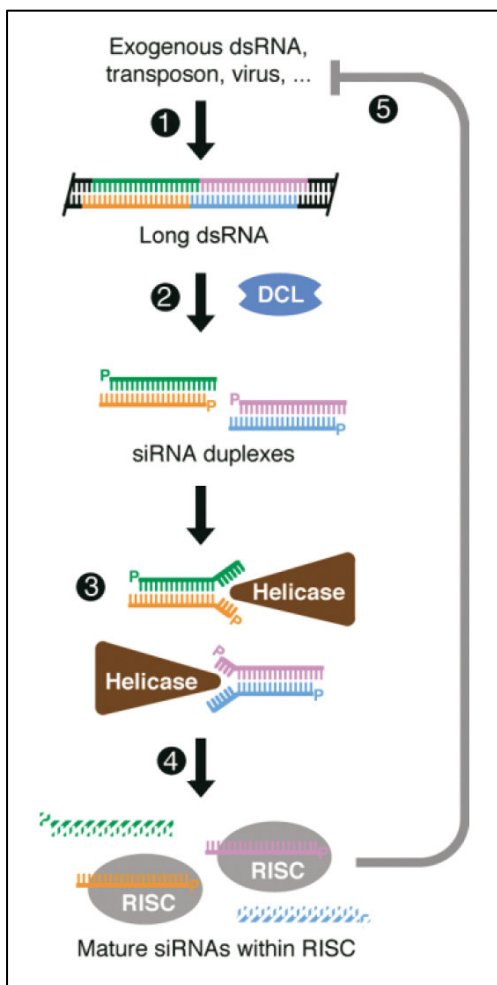 Exogenous dsRNA,
transposon, virus, ...
5
1
Long dsRNA
2
DCL
P
P
P
P
siRNA duplexes
3
P
P
Helicase
P
P
Helicase
4
P
P
P
RISC
RISC
P
Mature siRNAs within RISC